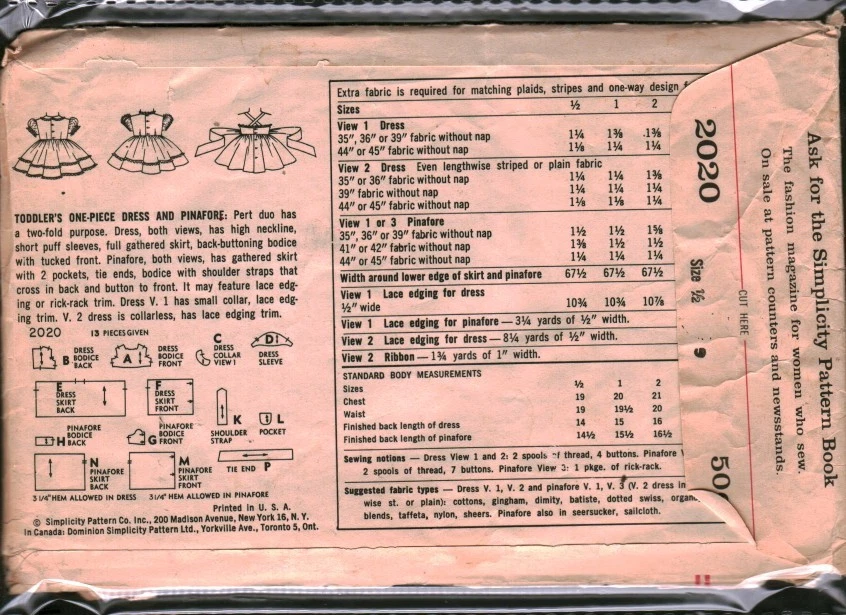 TODDLER'S ONE-PIECE DRESS AND PINAFORE: Pert duo has
a two-fold purpose. Dress, both views, has high neckline,
short puff sleeves, full gathered skirt, back-buttoning bodice
with tucked front. Pinafore, both views, has gathered skirt
with 2 pockets, tie ends, bodice with shoulder straps that
cross in back and button to front. It may feature lace edg-
ing or rick-rack trim. Dress V. 1 has small collar, lace edg-
ing trim. V. 2 dress is collarless, has lace edging trim.
2020 13 PIECES GIVEN
B DRESS BODICE BACK
A DRESS BODICE FRONT
C DRESS COLLAR VIEW 1
D DRESS SLEEVE
E DRESS SKIRT BACK
F DRESS SKIRT FRONT
K SHOULDER STRAP
L POCKET
H PINAFORE BODICE BACK
G PINAFORE BODICE FRONT
N PINAFORE SKIRT BACK
M PINAFORE SKIRT FRONT
TIE END P
3 1/4" HEM ALLOWED IN DRESS 3 1/4" HEM ALLOWED IN PINAFORE
Printed in U. S. A.
© Simplicity Pattern Co. Inc., 200 Madison Avenue, New York 16, N. Y.
In Canada: Dominion Simplicity Pattern Ltd., Yorkville Ave., Toronto 5, Ont.
Extra fabric is required for matching plaids, stripes and one-way design
Sizes ½ 1 2
View 1 Dress
35", 36" or 39" fabric without nap 1¼ 1⅜ 1⅜
44" or 45" fabric without nap 1⅛ 1¼ 1¼
View 2 Dress Even lengthwise striped or plain fabric
35" or 36" fabric without nap 1¼ 1¼ 1⅜
39" fabric without nap 1¼ 1¼ 1¼
44" or 45" fabric without nap 1⅛ 1⅛ 1¼
View 1 or 3 Pinafore
35", 36" or 39" fabric without nap 1½ 1½ 1⅝
41" or 42" fabric without nap 1⅜ 1½ 1½
44" or 45" fabric without nap 1¼ 1¼ 1¼
Width around lower edge of skirt and pinafore 67½ 67½ 67½
View 1 Lace edging for dress
½" wide 10¾ 10¾ 10⅞
View 1 Lace edging for pinafore — 3¼ yards of ½" width.
View 2 Lace edging for dress — 8¼ yards of ½" width.
View 2 Ribbon — 1¾ yards of 1" width.
STANDARD BODY MEASUREMENTS
Sizes ½ 1 2
Chest 19 20 21
Waist 19 19½ 20
Finished back length of dress 14 15 16
Finished back length of pinafore 14½ 15½ 16½
Sewing notions — Dress View 1 and 2: 2 spools of thread, 4 buttons. Pinafore
2 spools of thread, 7 buttons. Pinafore View 3: 1 pkge. of rick-rack.
Suggested fabric types — Dress V. 1, V. 2 and pinafore V. 1, V. 3 (V. 2 dress in
wise st. or plain): cottons, gingham, dimity, batiste, dotted swiss,
blends, taffeta, nylon, sheers. Pinafore also in seersucker, sailcloth.
2020
Size ½
50
CUT HERE
Ask for the Simplicity Pattern Book
The fashion magazine for women who sew.
On sale at pattern counters and newsstands.